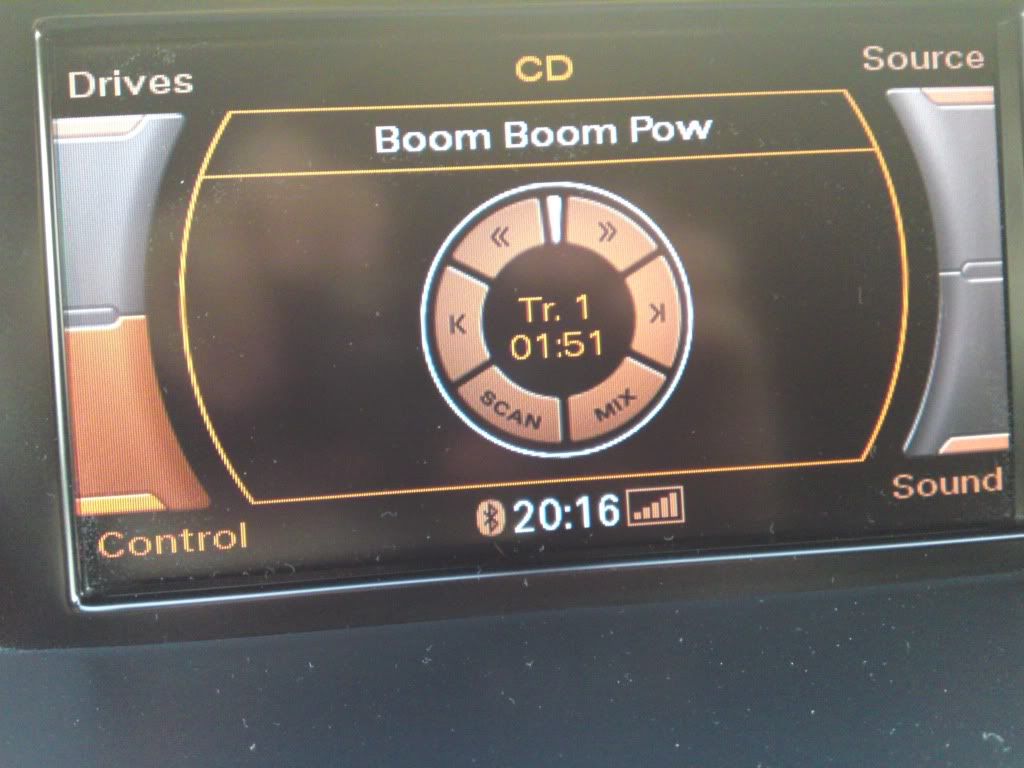 Drives
CD
Source
Boom Boom Pow
Tr. 1
01:51
SCAN
MIX
Control
20:16
Sound